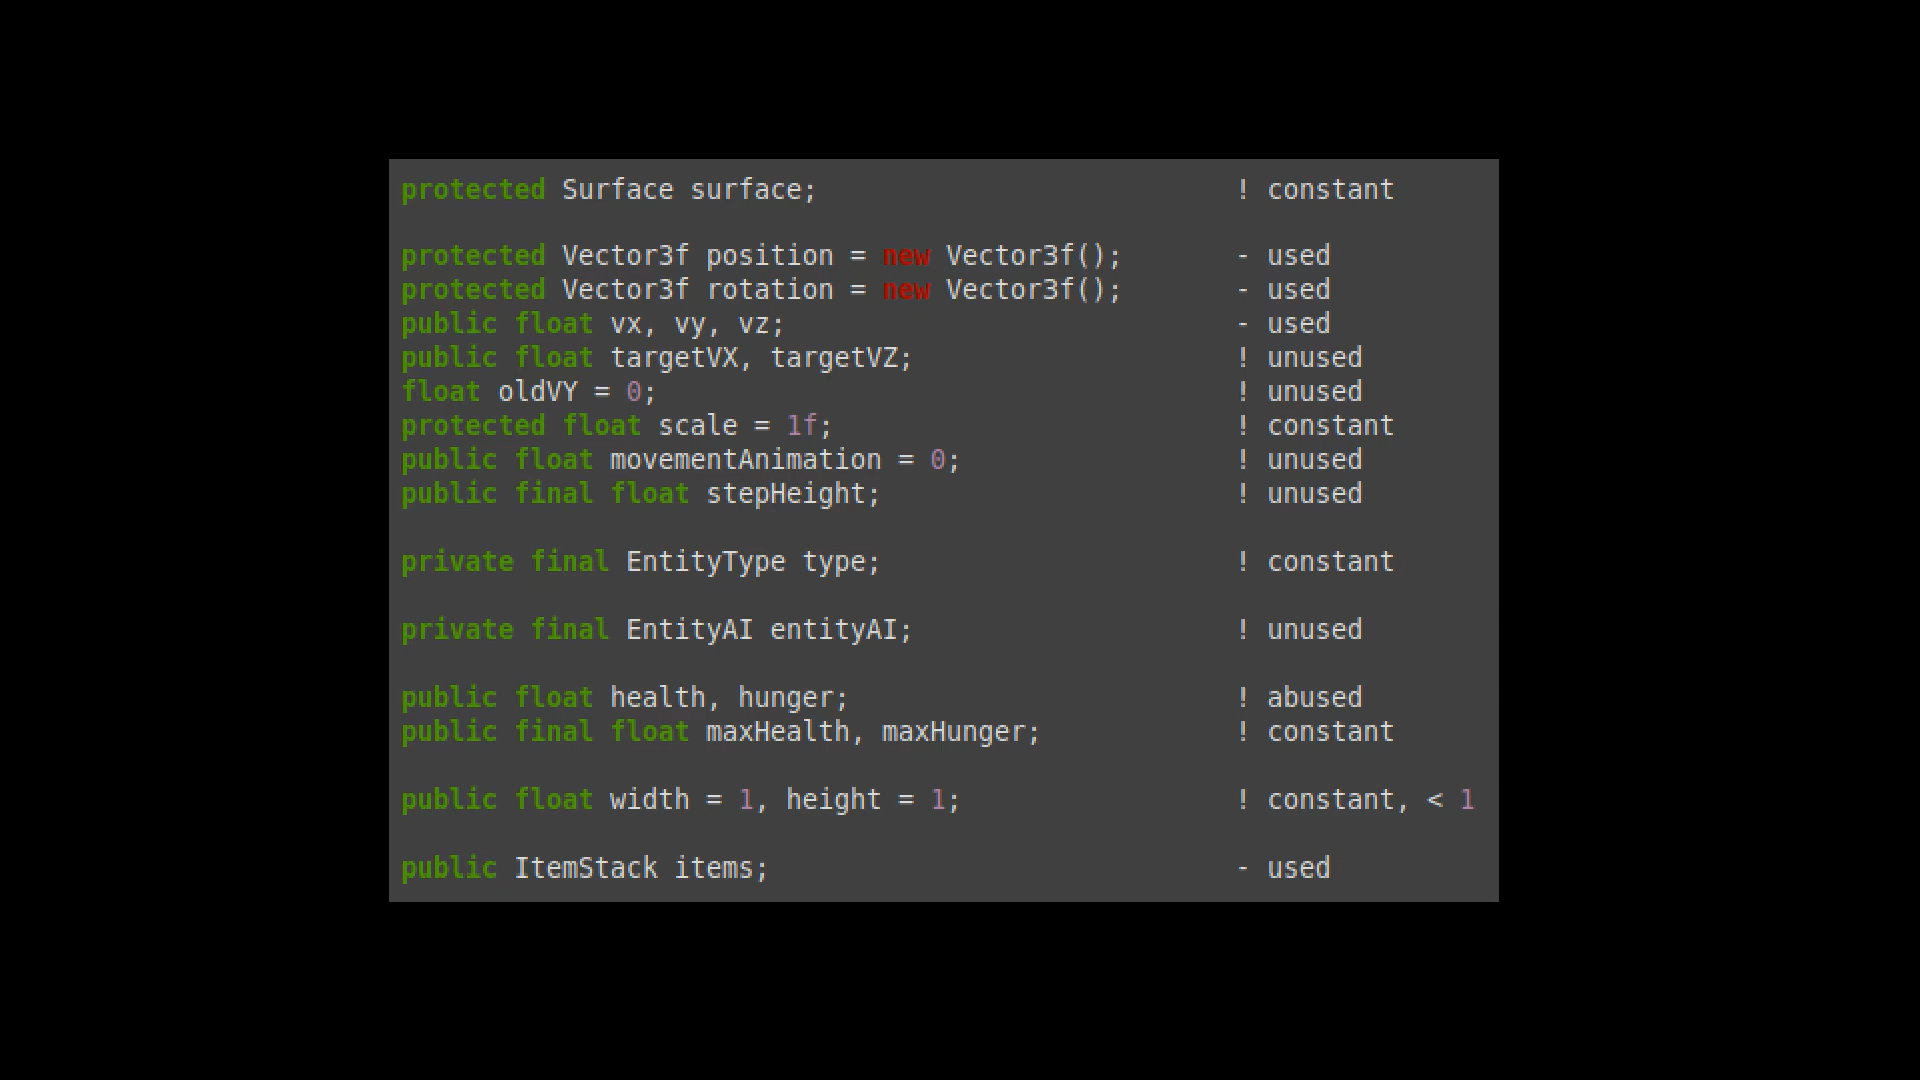 protected Surface surface; ! constant
protected Vector3f position = new Vector3f(); - used
protected Vector3f rotation = new Vector3f(); - used
public float vx, vy, vz; - used
public float targetVX, targetVZ; ! unused
float oldVY = 0; ! unused
protected float scale = 1f; ! constant
public float movementAnimation = 0; ! unused
public final float stepHeight; ! unused
private final EntityType type; ! constant
private final EntityAI entityAI; ! unused
public float health, hunger; ! abused
public final float maxHealth, maxHunger; ! constant
public float width = 1, height = 1; ! constant, < 1
public ItemStack items; - used